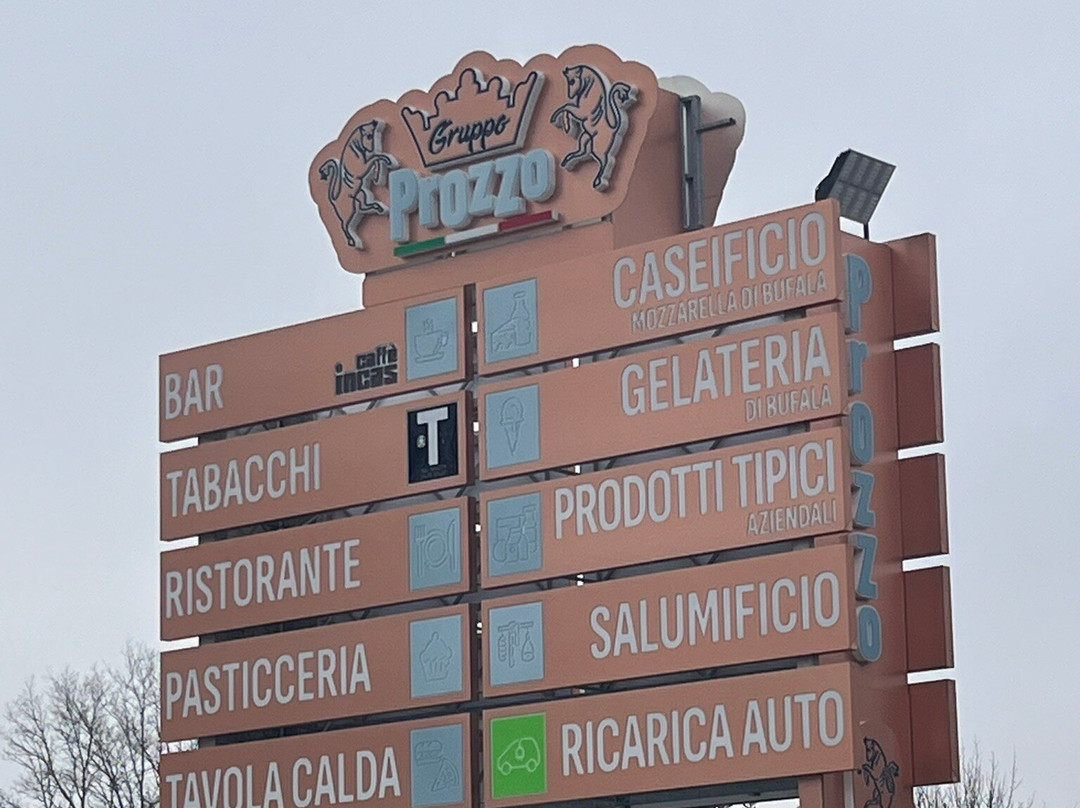 Gruppo
Prozzo
BAR
caffè
incas
TABACCHI
T
RISTORANTE
PASTICCERIA
TAVOLA CALDA
CASEIFICIO
MOZZARELLA DI BUFALA
GELATERIA
DI BUFALA
PRODOTTI TIPICI
AZIENDALI
SALUMIFICIO
RICARICA AUTO
Prozzo